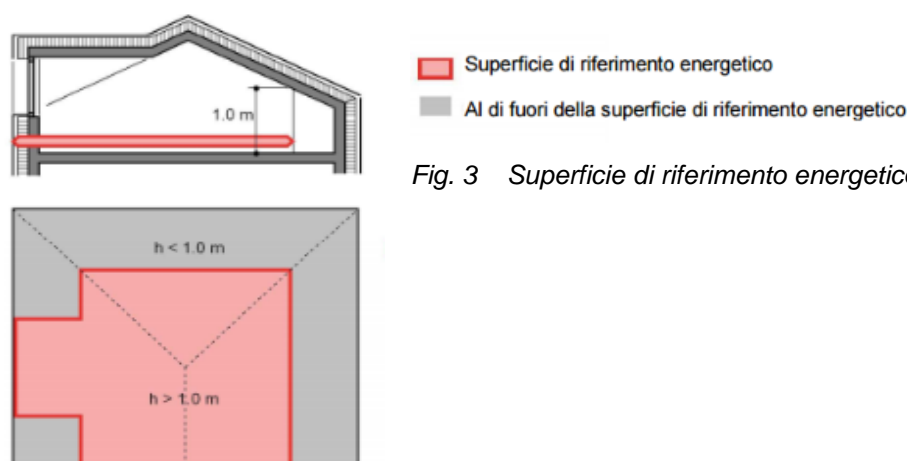 1.0 m
Superficie di riferimento energetico
Al di fuori della superficie di riferimento energetico
Fig. 3 Superficie di riferimento energetico
h < 1.0 m
h > 1.0 m